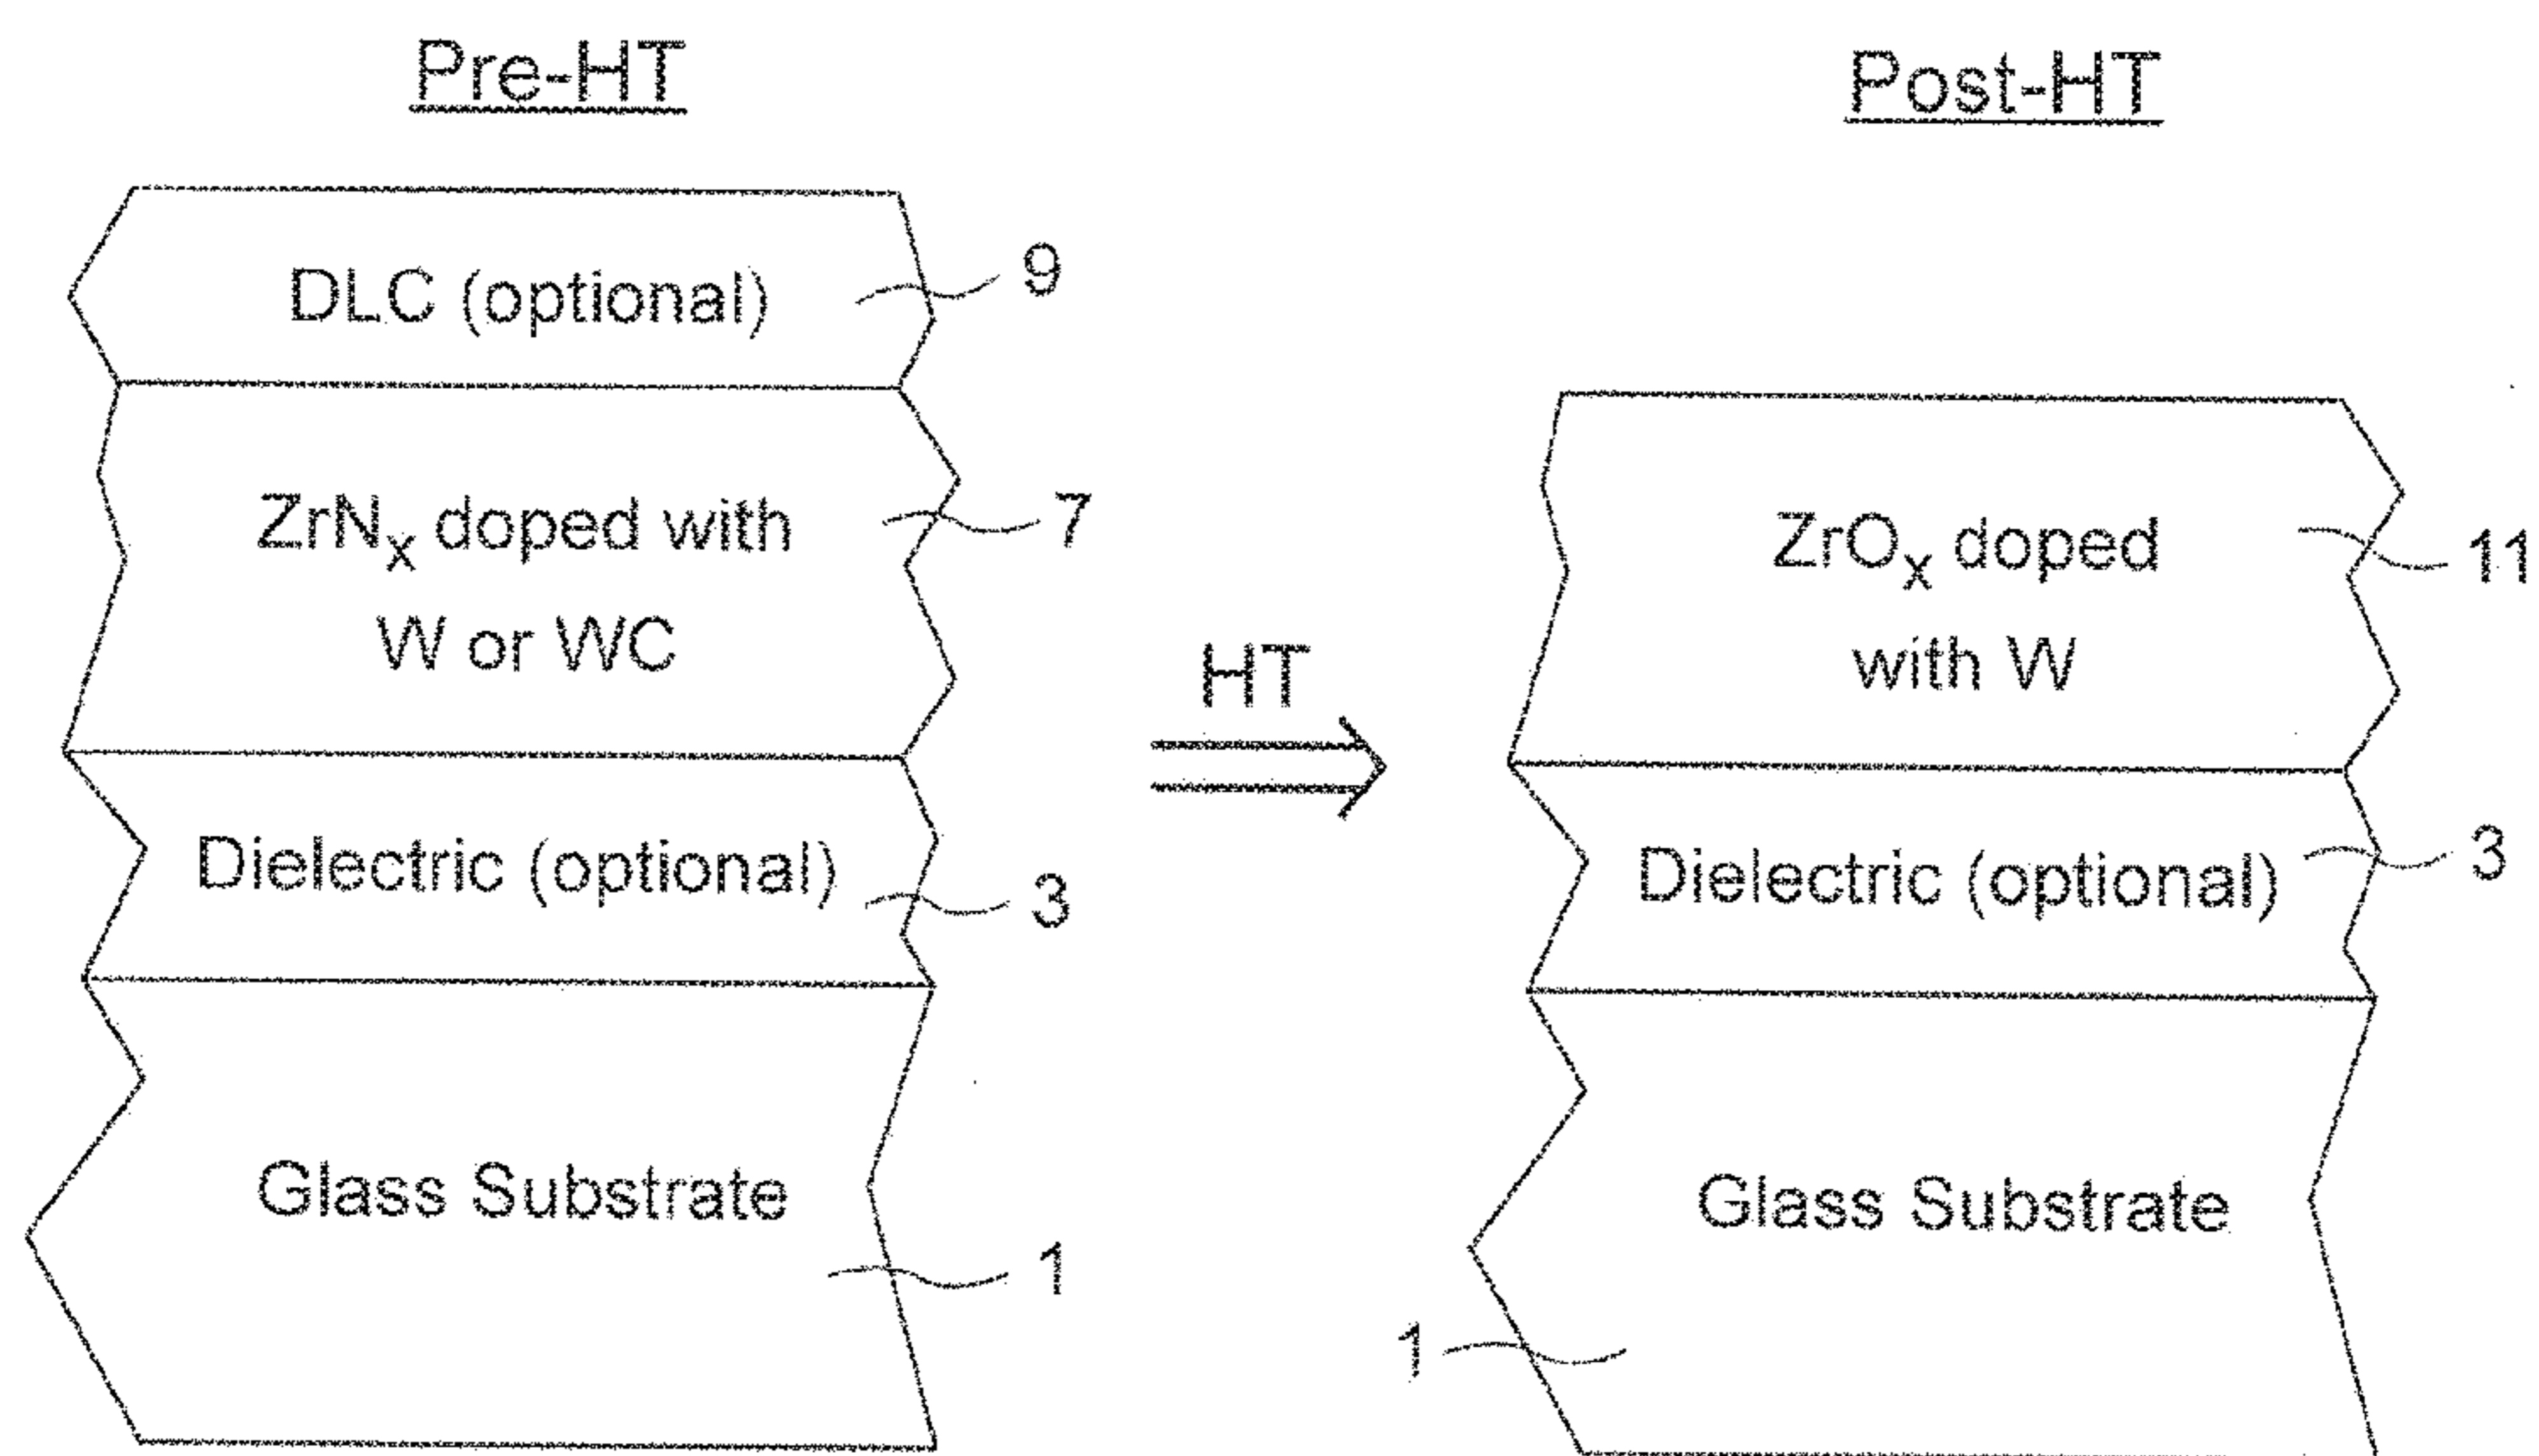 Pre-HT
DLC (optional)
9
ZrNx doped with
7
W or WC
Dielectric (optional)
3
Glass Substrate
1
HT
Post-HT
ZrOx doped
11
with W
Dielectric (optional)
3
Glass Substrate
1